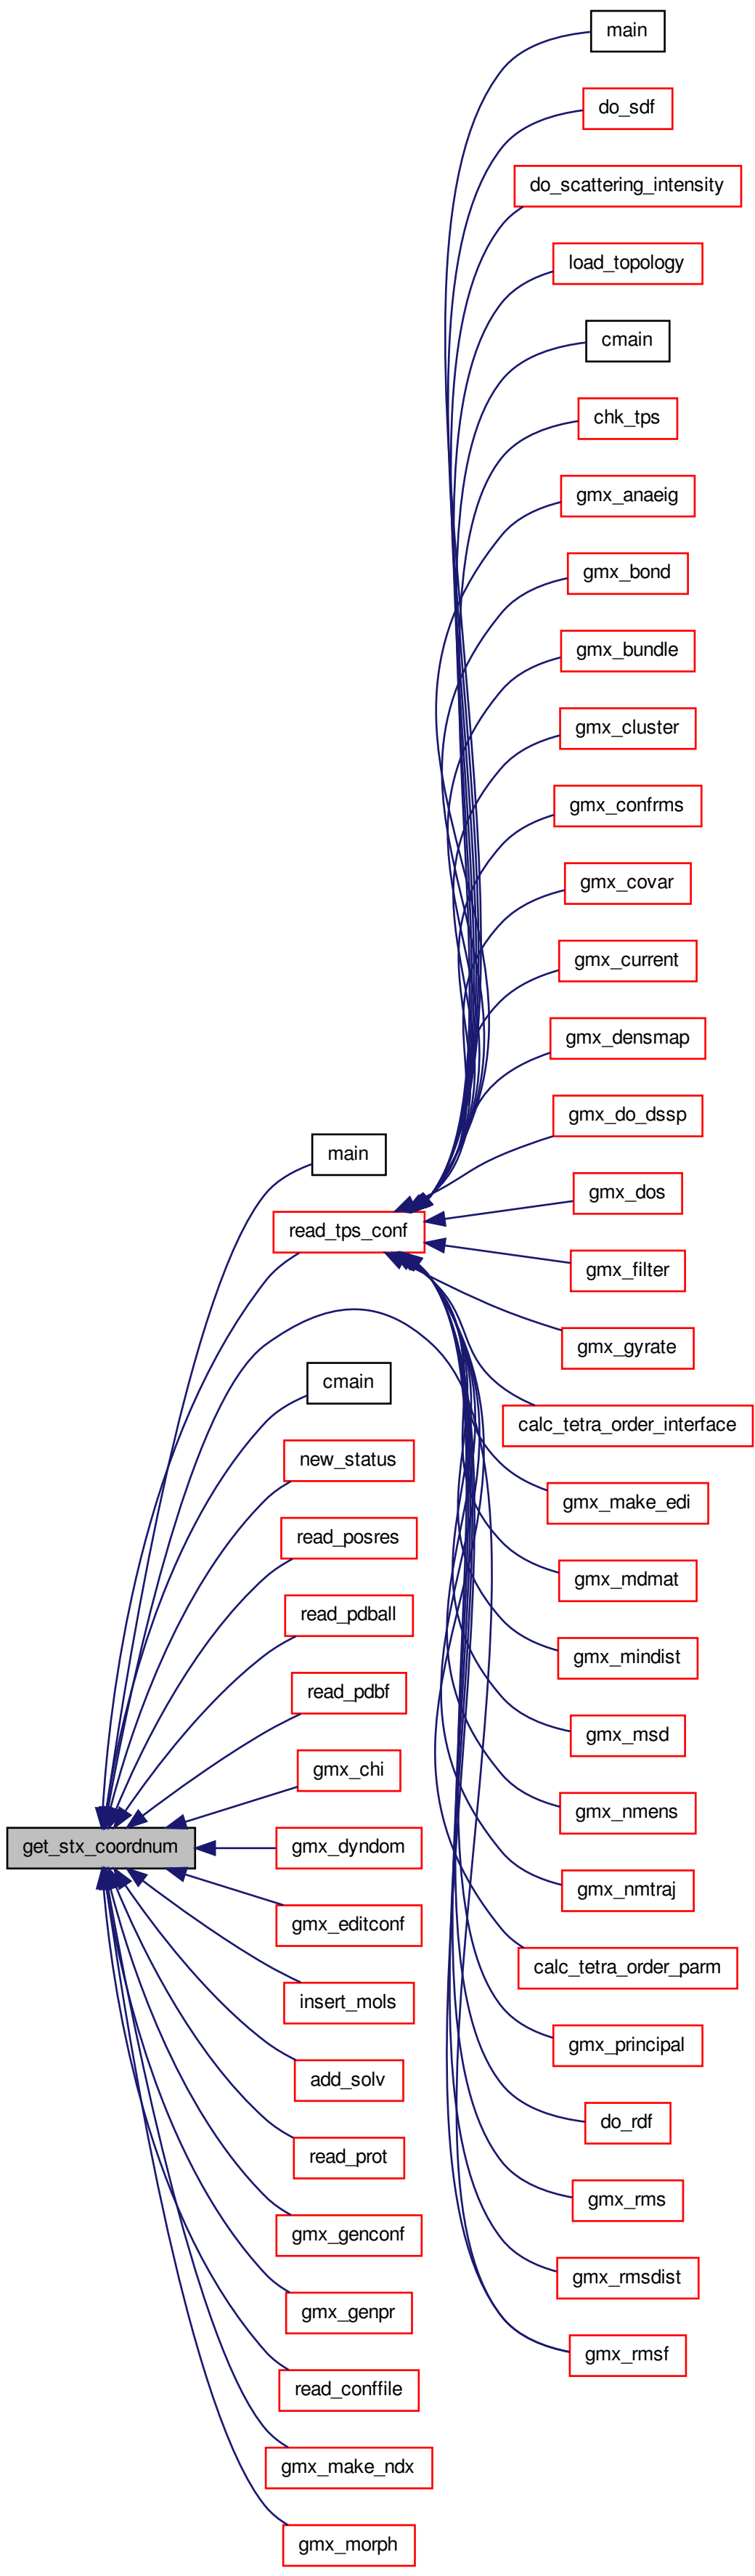 main
do_sdf
do_scattering_intensity
load_topology
cmain
chk_tps
gmx_anaeig
gmx_bond
gmx_bundle
gmx_cluster
gmx_confrms
gmx_covar
gmx_current
gmx_densmap
gmx_do_dssp
main
gmx_dos
read_tps_conf
gmx_filter
gmx_gyrate
cmain
calc_tetra_order_interface
new_status
gmx_make_edi
read_posres
gmx_mdmat
read_pdball
gmx_mindist
read_pdbf
gmx_msd
gmx_chi
gmx_nmens
get_stx_coordnum
gmx_dyndom
gmx_nmtraj
gmx_editconf
calc_tetra_order_parm
insert_mols
gmx_principal
add_solv
do_rdf
read_prot
gmx_rms
gmx_genconf
gmx_rmsdist
gmx_genpr
gmx_rmsf
read_conffile
gmx_make_ndx
gmx_morph